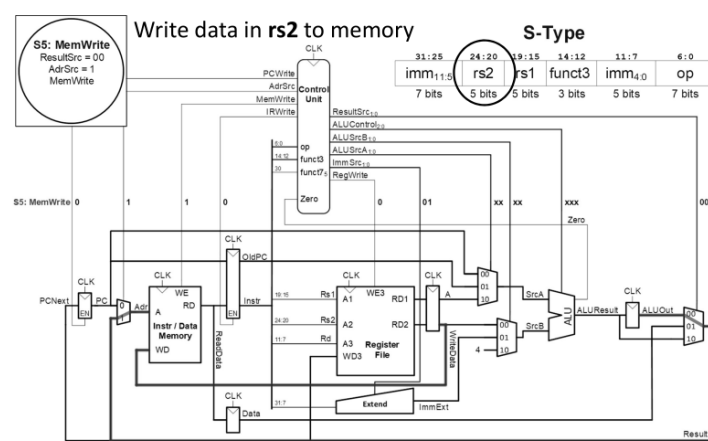 Write data in rs2 to memory
S-Type
S5: MemWrite
ResultSrc = 00
AdrSrc = 1
MemWrite
31:25 24:20 19:15 14:12 11:7 6:0
imm11:5 rs2 rs1 funct3 imm4:0 op
7 bits 5 bits 5 bits 3 bits 5 bits 7 bits
CLK
PCWrite
AdrSrc
MemWrite
IRWrite
Control
Unit
ResultSrc1:0
ALUControl2:0
ALUSrcB1:0
ALUSrcA1:0
ImmSrc1:0
RegWrite
6:0 op
14:12 funct3
30 funct75
Zero
S5: MemWrite 0 1 1 0 0 01 xx xx xxx 00
Zero
CLK
OldPC
CLK
PCNext PC
EN
0
1
Adr
CLK
WE
A RD
Instr / Data
Memory
WD
ReadData
EN
Instr
19:15 Rs1
24:20 Rs2
11:7 Rd
CLK
WE3
A1 RD1
A2 RD2
A3
WD3
Register
File
CLK
A
WriteData
00
01
10
SrcA
00
01
10
4
SrcB
ALU
ALUResult
CLK
ALUOut
00
01
10
31:7
Extend
ImmExt
CLK
Data
Result